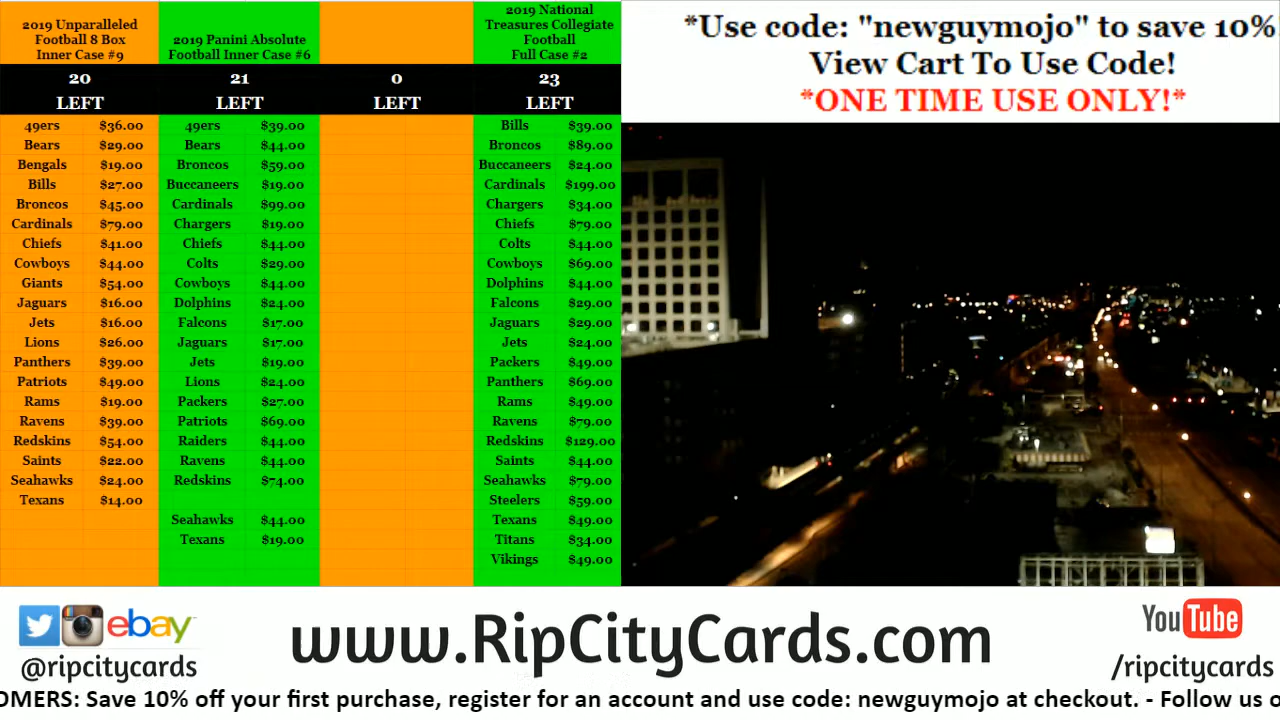 2019 Unparalleled
Football 8 Box
Inner Case #9
20
LEFT
49ers $36.00
Bears $29.00
Bengals $19.00
Bills $27.00
Broncos $45.00
Cardinals $79.00
Chiefs $41.00
Cowboys $44.00
Giants $54.00
Jaguars $16.00
Jets $16.00
Lions $26.00
Panthers $39.00
Patriots $49.00
Rams $19.00
Ravens $39.00
Redskins $54.00
Saints $22.00
Seahawks $24.00
Texans $14.00
2019 Panini Absolute
Football Inner Case #6
21
LEFT
49ers $39.00
Bears $44.00
Broncos $59.00
Buccaneers $19.00
Cardinals $99.00
Chargers $19.00
Chiefs $44.00
Colts $29.00
Cowboys $44.00
Dolphins $24.00
Falcons $17.00
Jaguars $17.00
Jets $19.00
Lions $24.00
Packers $27.00
Patriots $69.00
Raiders $44.00
Ravens $44.00
Redskins $74.00
Seahawks $44.00
Texans $19.00
0
LEFT
2019 National
Treasures Collegiate
Football
Full Case #2
23
LEFT
Bills $39.00
Broncos $89.00
Buccaneers $24.00
Cardinals $199.00
Chargers $34.00
Chiefs $79.00
Colts $44.00
Cowboys $69.00
Dolphins $44.00
Falcons $29.00
Jaguars $29.00
Jets $24.00
Packers $49.00
Panthers $69.00
Rams $49.00
Ravens $79.00
Redskins $129.00
Saints $44.00
Seahawks $79.00
Steelers $59.00
Texans $49.00
Titans $34.00
Vikings $49.00
*Use code: "newguymojo" to save 10%
View Cart To Use Code!
*ONE TIME USE ONLY!*
ebay
@ripcitycards
www.RipCityCards.com
YouTube
/ripcitycards
OMERS: Save 10% off your first purchase, register for an account and use code: newguymojo at checkout. - Follow us o